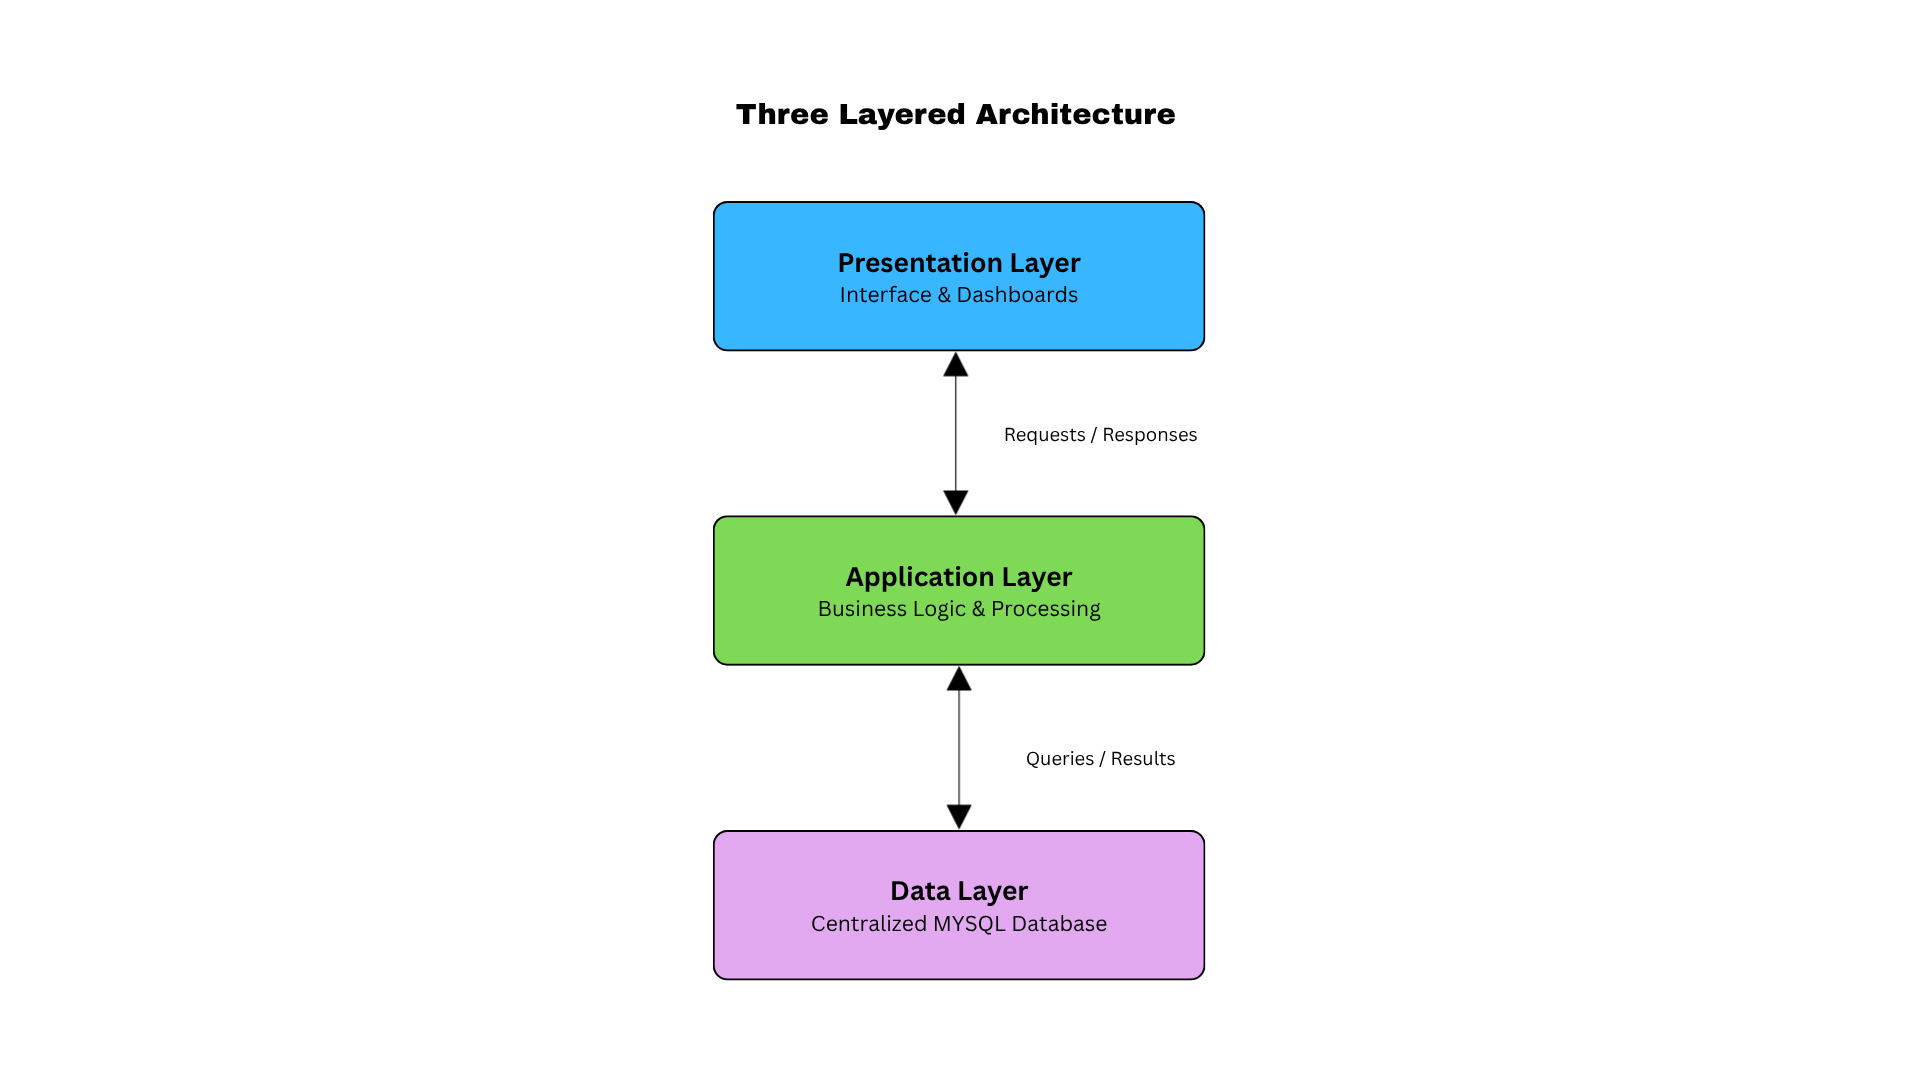 Three Layered Architecture
Presentation Layer
Interface & Dashboards
Requests / Responses
Application Layer
Business Logic & Processing
Queries / Results
Data Layer
Centralized MYSQL Database